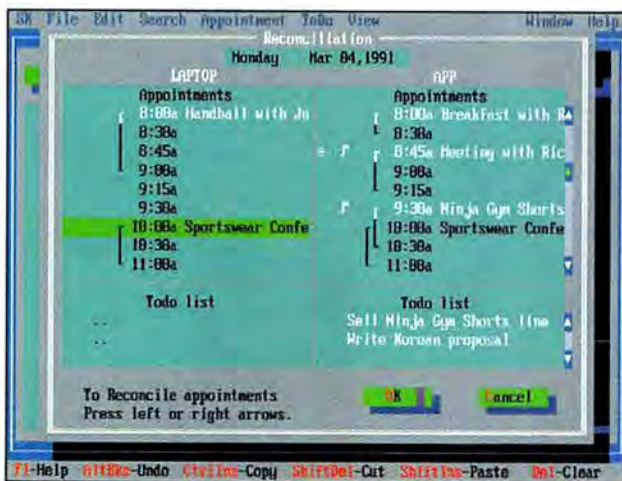 SK File Edit Search Appointment ToDo View Window Help
Reconciliation
Monday Mar 04,1991
LAPTOP APP
Appointments Appointments
8:00a Handball with Ju 8:00a Breakfast with R
8:30a 8:30a
8:45a 8:45a Meeting with Ric
9:00a 9:00a
9:15a 9:15a
9:30a 9:30a Ninja Gym Shorts
10:00a Sportswear Confe 10:00a Sportswear Confe
10:30a 10:30a
11:00a 11:00a
Todo list Todo list
.. Sell Ninja Gym Shorts line
.. Write Korean proposal
To Reconcile appointments OK Cancel
Press left or right arrows.
F1-Help AltBks-Undo CtrlIns-Copy ShiftDel-Cut ShiftIns-Paste Del-Clear